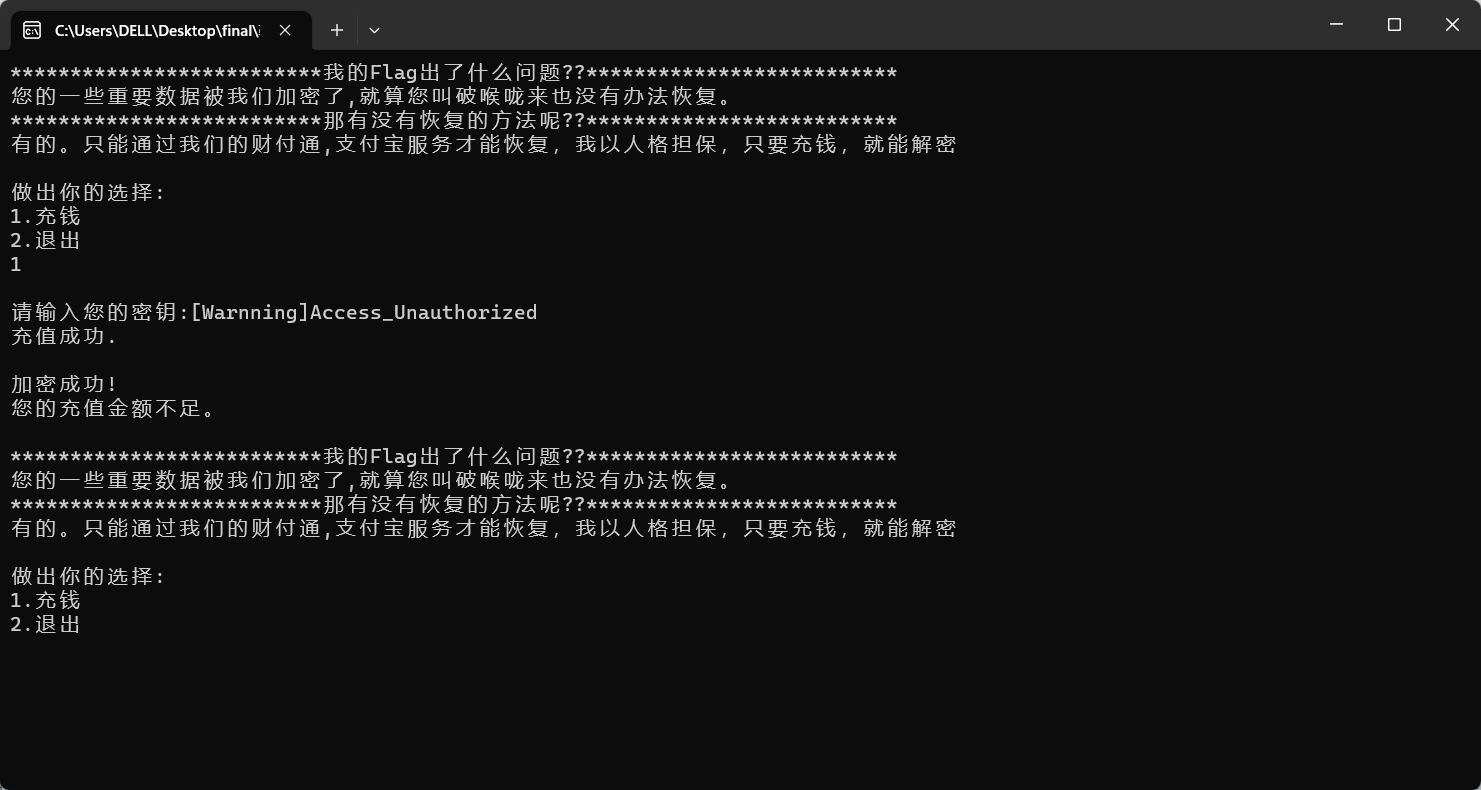 C:\Users\DELL\Desktop\final\
**************************我的Flag出了什么问题??**************************
您的一些重要数据被我们加密了,就算您叫破喉咙来也没有办法恢复。
**************************那有没有恢复的方法呢??**************************
有的。只能通过我们的财付通,支付宝服务才能恢复，我以人格担保，只要充钱，就能解密
做出你的选择:
1.充钱
2.退出
1
请输入您的密钥:[Warnning]Access_Unauthorized
充值成功.
加密成功!
您的充值金额不足。
**************************我的Flag出了什么问题??**************************
您的一些重要数据被我们加密了,就算您叫破喉咙来也没有办法恢复。
**************************那有没有恢复的方法呢??**************************
有的。只能通过我们的财付通,支付宝服务才能恢复，我以人格担保，只要充钱，就能解密
做出你的选择:
1.充钱
2.退出